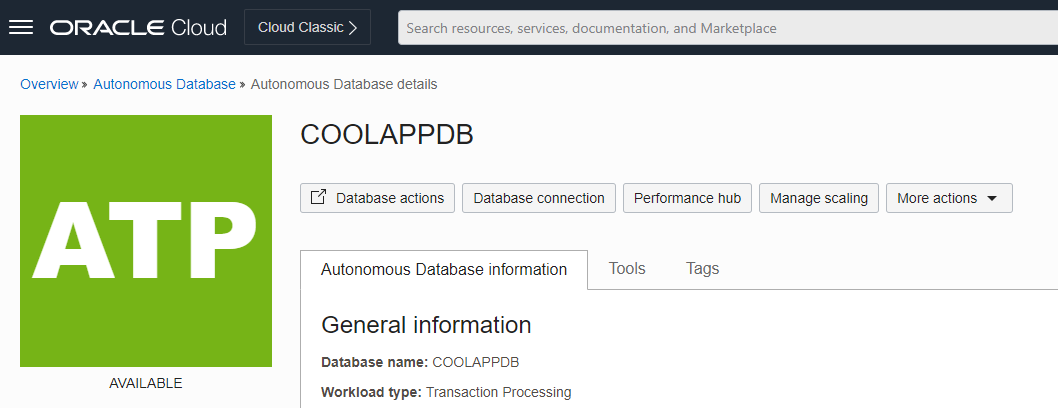 ORACLE Cloud
Cloud Classic
Search resources, services, documentation, and Marketplace
Overview » Autonomous Database » Autonomous Database details
ATP
AVAILABLE
COOLAPPDB
Database actions
Database connection
Performance hub
Manage scaling
More actions
Autonomous Database information
Tools
Tags
General information
Database name: COOLAPPDB
Workload type: Transaction Processing